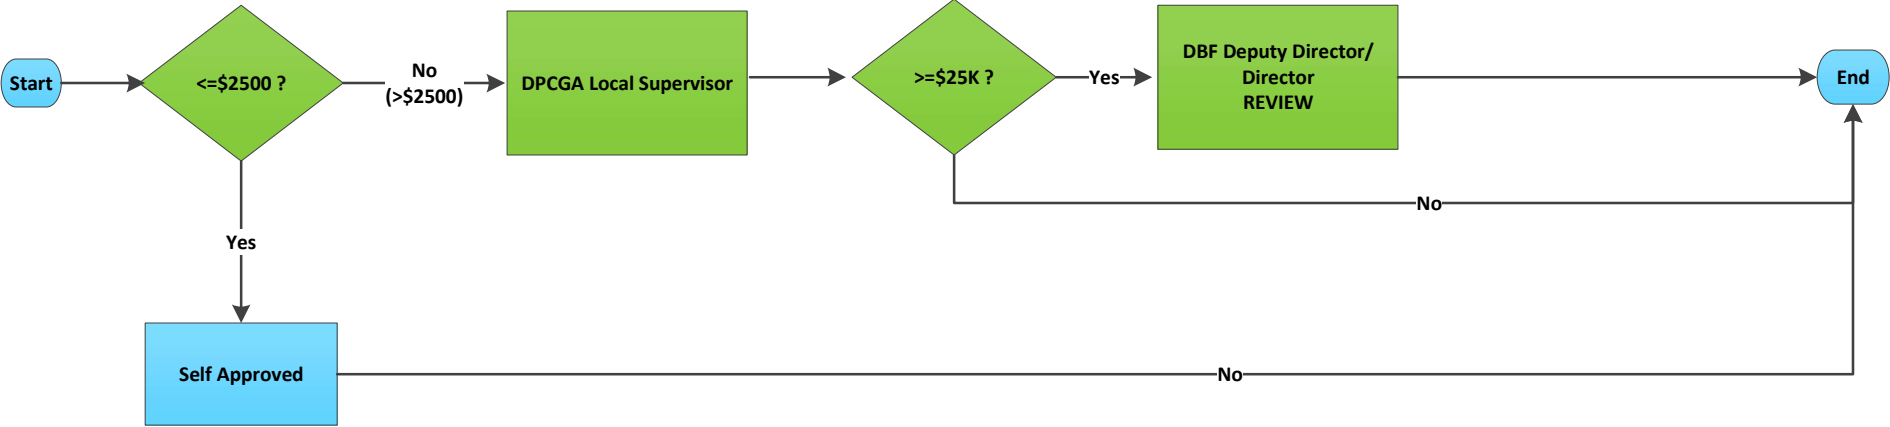 Start
<=$2500 ?
No
(>$2500)
DPCGA Local Supervisor
>=$25K ?
Yes
DBF Deputy Director/
Director
REVIEW
End
No
Yes
Self Approved
No